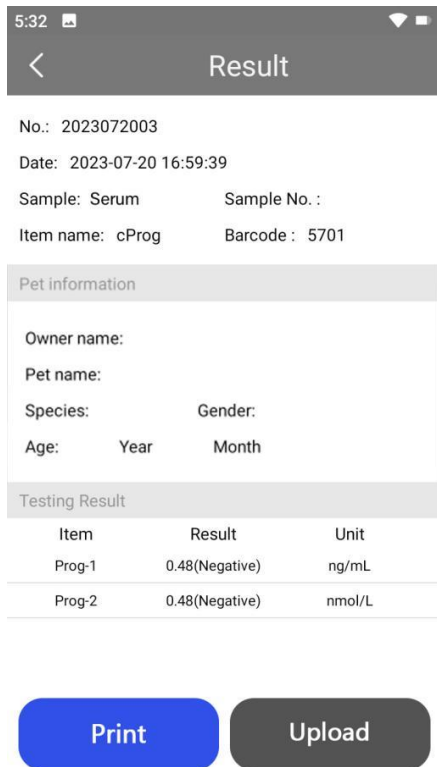 5:32
Result
No.: 2023072003
Date: 2023-07-20 16:59:39
Sample: Serum Sample No. :
Item name: cProg Barcode : 5701
Pet information
Owner name:
Pet name:
Species: Gender:
Age: Year Month
Testing Result
Item Result Unit
Prog-1 0.48(Negative) ng/mL
Prog-2 0.48(Negative) nmol/L
Print Upload